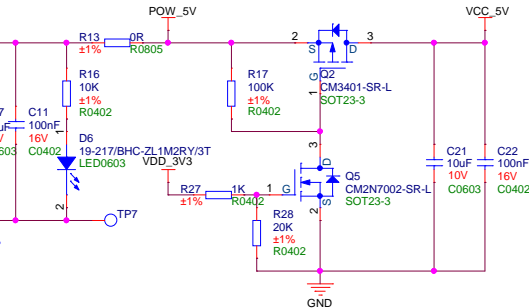 POW_5V
VCC_5V
R13
0R
±1%
R0805
2
S
D
3
R16
10K
±1%
R0402
R17
100K
±1%
R0402
G
1
Q2
CM3401-SR-L
SOT23-3
C11
100nF
16V
C0402
1
D6
19-217/BHC-ZL1M2RY/3T
LED0603
2
VDD_3V3
3
D
Q5
CM2N7002-SR-L
SOT23-3
R27
1K
±1%
R0402
1
G
S
2
R28
20K
±1%
R0402
TP7
C21
10uF
10V
C0603
C22
100nF
16V
C0402
GND